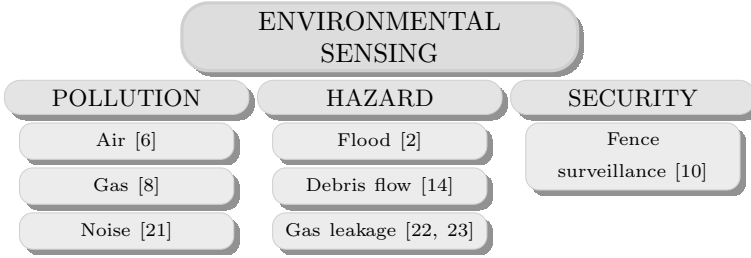 ENVIRONMENTAL
SENSING
POLLUTION
Air [6]
Gas [8]
Noise [21]
HAZARD
Flood [2]
Debris flow [14]
Gas leakage [22, 23]
SECURITY
Fence
surveillance [10]